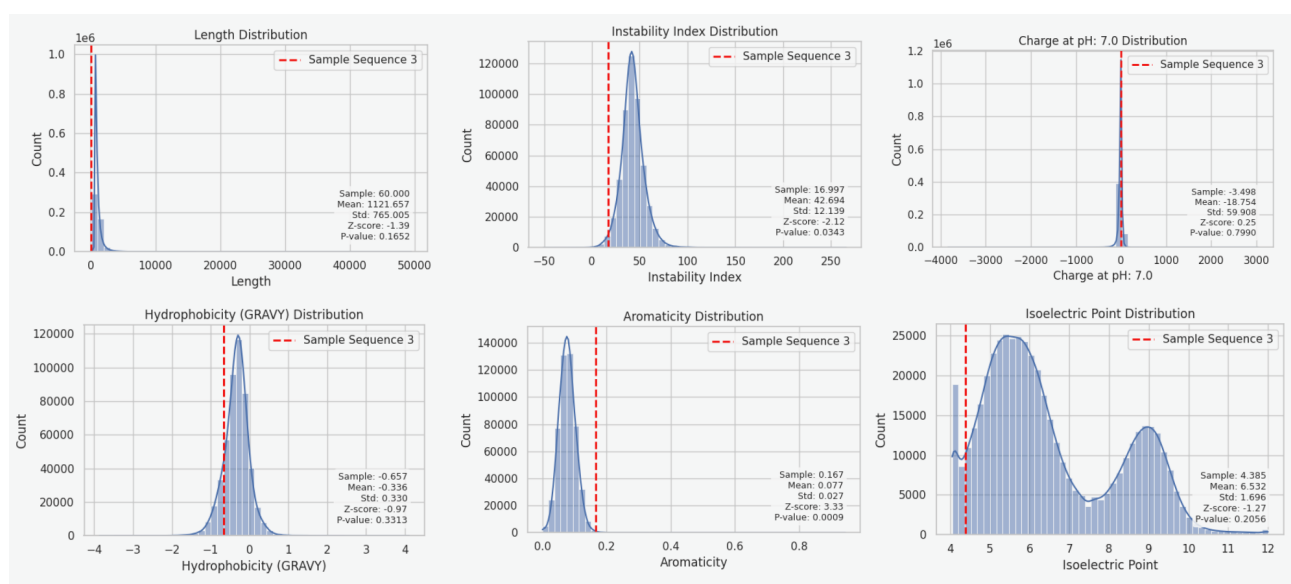 Length Distribution
1e6
1.0
0.8
0.6
0.4
0.2
0.0
Count
Sample Sequence 3
Sample: 60.000
Mean: 1121.657
Std: 765.005
Z-score: -1.39
P-value: 0.1652
0 10000 20000 30000 40000 50000
Length
Instability Index Distribution
120000
100000
80000
60000
40000
20000
0
Count
Sample Sequence 3
Sample: 16.997
Mean: 42.694
Std: 12.139
Z-score: -2.12
P-value: 0.0343
−50 0 50 100 150 200 250
Instability Index
Charge at pH: 7.0 Distribution
1e6
1.2
1.0
0.8
0.6
0.4
0.2
0.0
Count
Sample Sequence 3
Sample: -3.498
Mean: -18.754
Std: 59.908
Z-score: 0.25
P-value: 0.7990
−4000 −3000 −2000 −1000 0 1000 2000 3000
Charge at pH: 7.0
Hydrophobicity (GRAVY) Distribution
120000
100000
80000
60000
40000
20000
0
Count
Sample Sequence 3
Sample: -0.657
Mean: -0.336
Std: 0.330
Z-score: -0.97
P-value: 0.3313
−4 −3 −2 −1 0 1 2 3 4
Hydrophobicity (GRAVY)
Aromaticity Distribution
140000
120000
100000
80000
60000
40000
20000
0
Count
Sample Sequence 3
Sample: 0.167
Mean: 0.077
Std: 0.027
Z-score: 3.33
P-value: 0.0009
0.0 0.2 0.4 0.6 0.8
Aromaticity
Isoelectric Point Distribution
25000
20000
15000
10000
5000
0
Count
Sample Sequence 3
Sample: 4.385
Mean: 6.532
Std: 1.696
Z-score: -1.27
P-value: 0.2056
4 5 6 7 8 9 10 11 12
Isoelectric Point